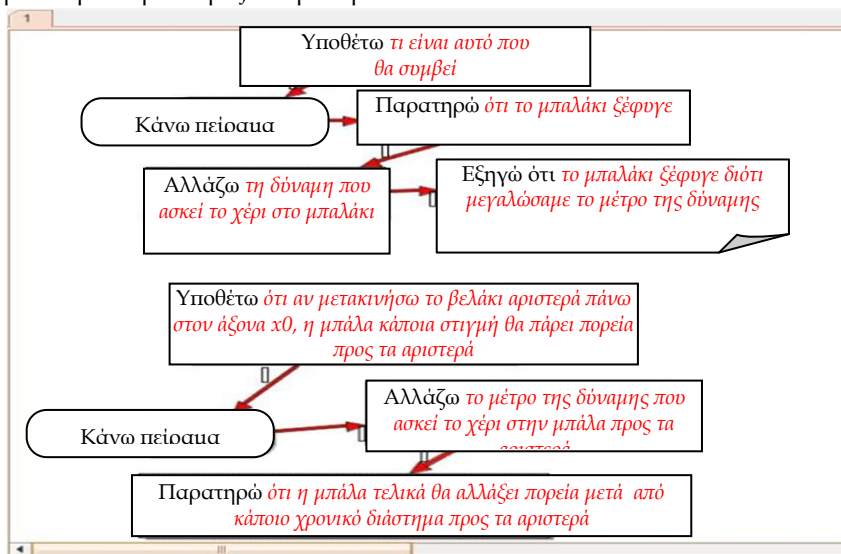 1
Υποθέτω τι είναι αυτό που
θα συμβεί
Παρατηρώ ότι το μπαλάκι ξέφυγε
Κάνω πείραμα
Αλλάζω τη δύναμη που
ασκεί το χέρι στο μπαλάκι
Εξηγώ ότι το μπαλάκι ξέφυγε διότι
μεγαλώσαμε το μέτρο της δύναμης
Υποθέτω ότι αν μετακινήσω το βελάκι αριστερά πάνω
στον άξονα x0, η μπάλα κάποια στιγμή θα πάρει πορεία
προς τα αριστερά
Αλλάζω το μέτρο της δύναμης που
ασκεί το χέρι στην μπάλα προς τα
αριστερά
Κάνω πείραμα
Παρατηρώ ότι η μπάλα τελικά θα αλλάξει πορεία μετά από
κάποιο χρονικό διάστημα προς τα αριστερά